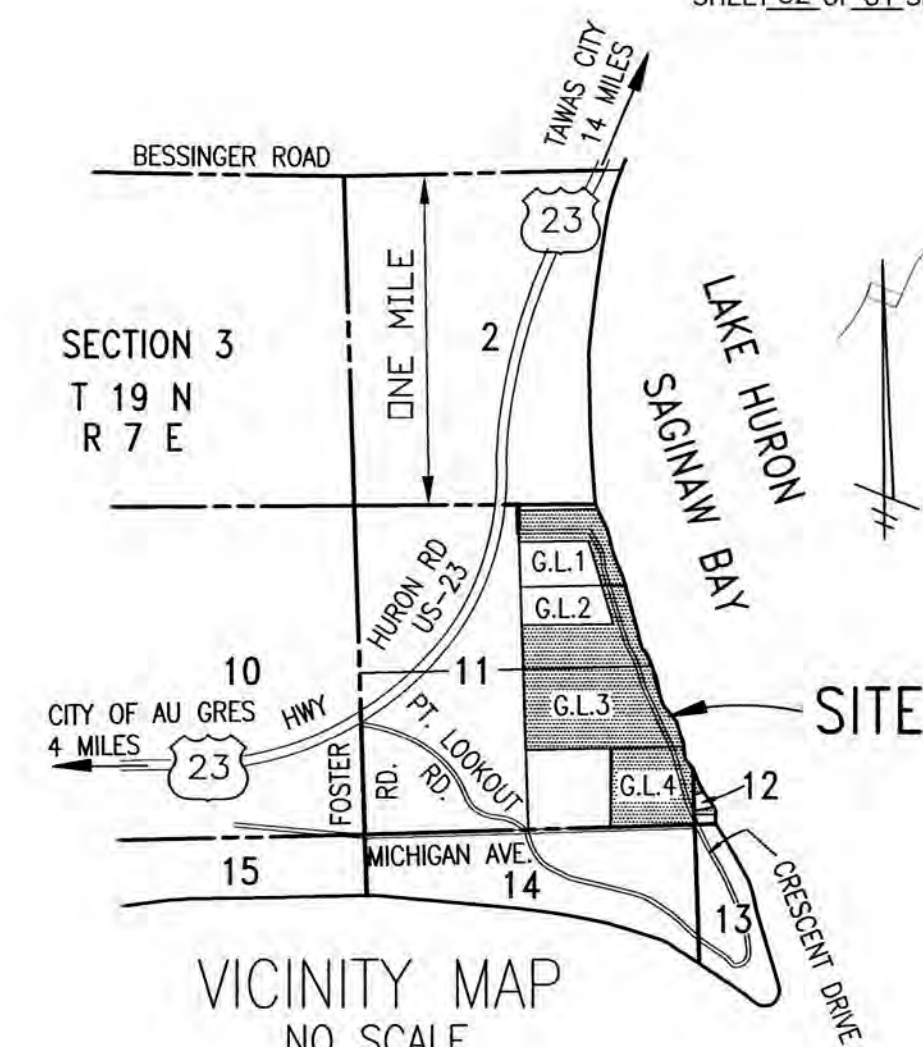 TAWAS CITY
14 MILES
BESSINGER ROAD
23
ONE MILE
2
SECTION 3
T 19 N
R 7 E
LAKE HURON
SAGINAW BAY
HURON RD
US-23
G.L.1
G.L.2
10
11
G.L.3
SITE
CITY OF AU GRES
4 MILES
HWY
23
PT. LOOKOUT
RD.
FOSTER
RD.
G.L.4
12
MICHIGAN AVE.
15
14
13
CRESCENT DRIVE
VICINITY MAP
NO SCALE